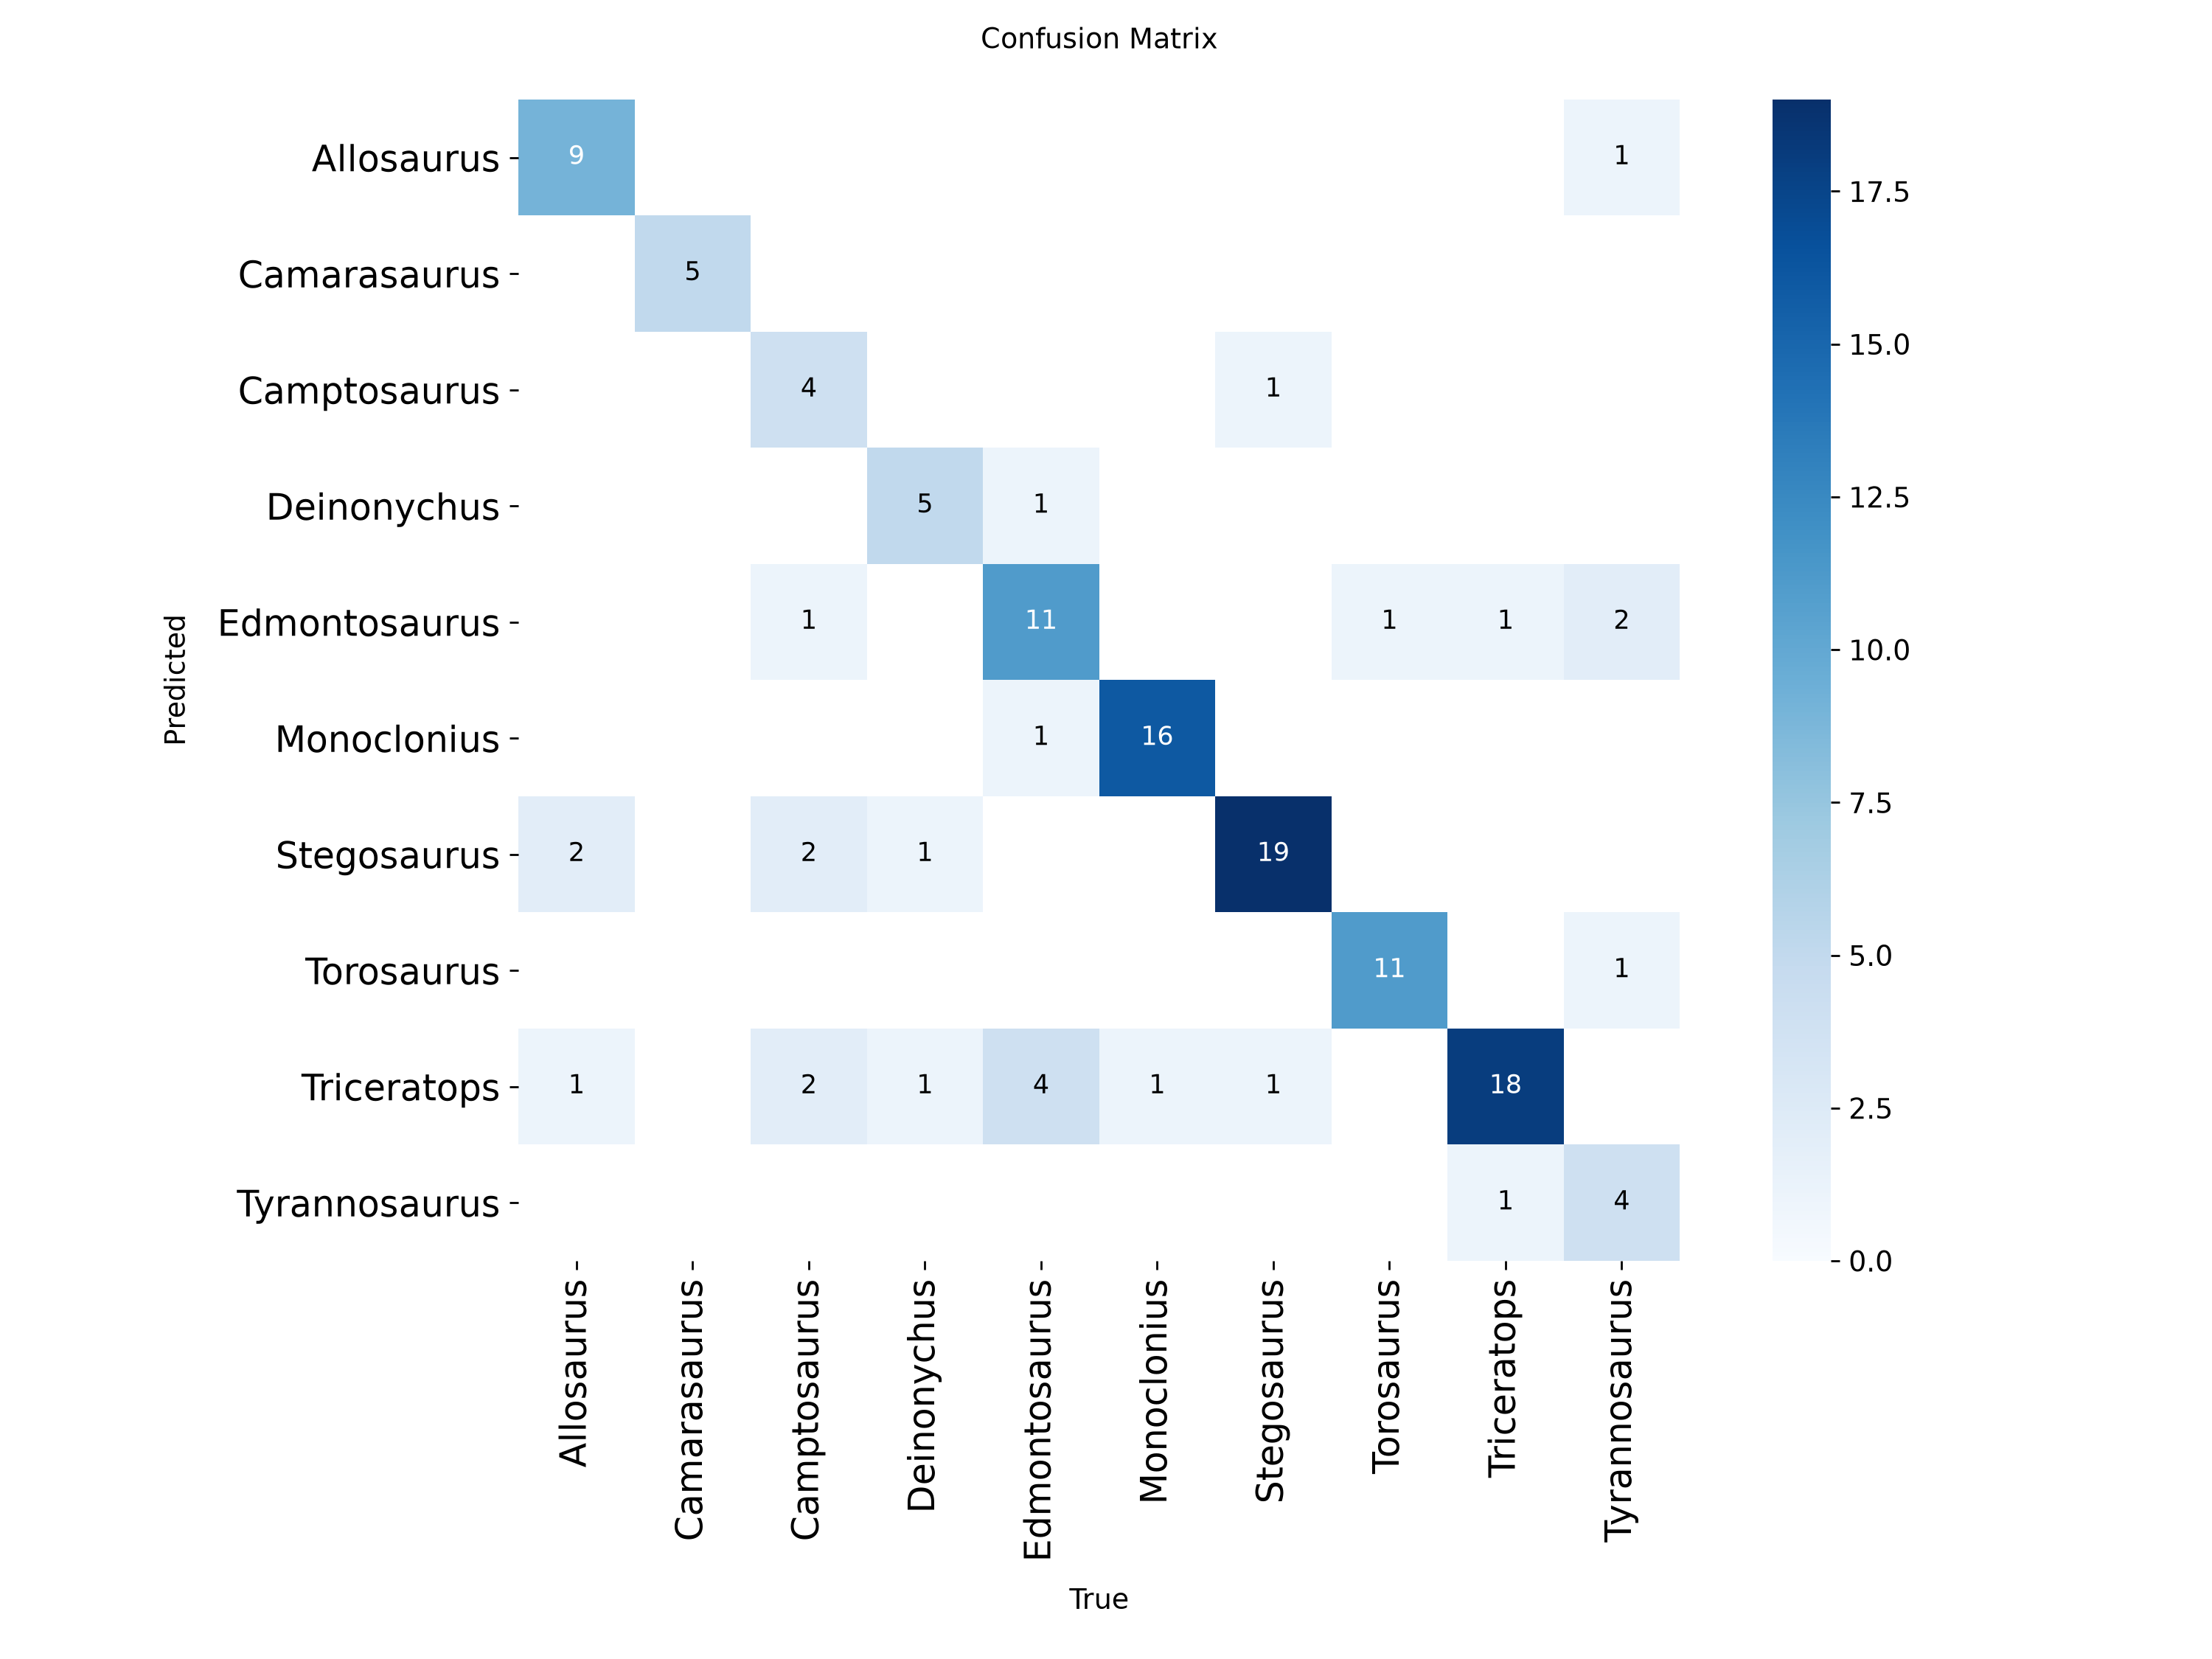 Confusion Matrix
Allosaurus 9 1
Camarasaurus 5
Camptosaurus 4 1
Deinonychus 5 1
Edmontosaurus 1 11 1 1 2
Monoclonius 1 16
Stegosaurus 2 2 1 19
Torosaurus 11 1
Triceratops 1 2 1 4 1 1 18
Tyrannosaurus 1 4
Predicted
Allosaurus
Camarasaurus
Camptosaurus
Deinonychus
Edmontosaurus
Monoclonius
Stegosaurus
Torosaurus
Triceratops
Tyrannosaurus
True
17.5
15.0
12.5
10.0
7.5
5.0
2.5
0.0